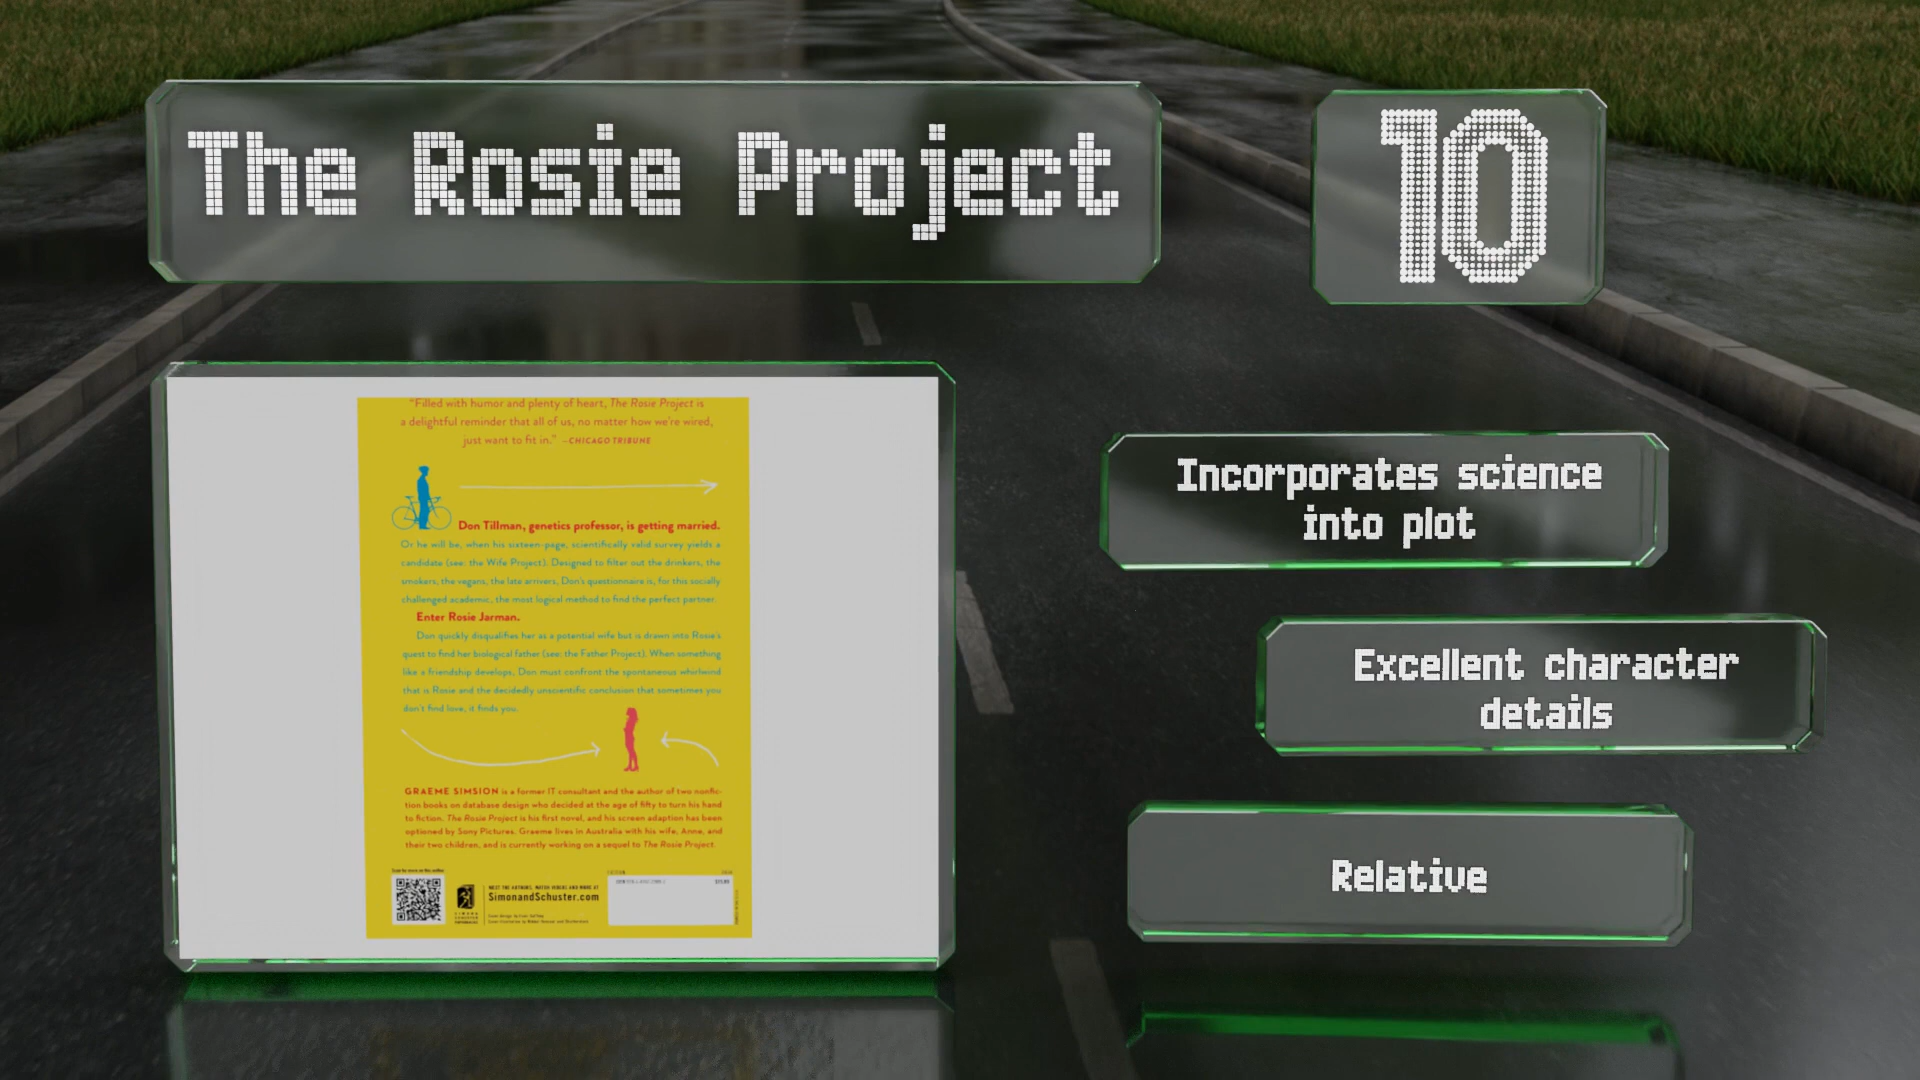 The Rosie Project
10
"Filled with humor and plenty of heart, The Rosie Project is
a delightful reminder that all of us, no matter how we're wired,
just want to fit in." –CHICAGO TRIBUNE
Don Tillman, genetics professor, is getting married.
Or he will be, when his sixteen-page, scientifically valid survey yields a
candidate (see: the Wife Project). Designed to filter out the drinkers, the
smokers, the vegans, the late arrivers, Don's questionnaire is, for this socially
challenged academic, the most logical method to find the perfect partner.
Enter Rosie Jarman.
Don quickly disqualifies her as a potential wife but is drawn into Rosie's
quest to find her biological father (see: the Father Project). When something
like a friendship develops, Don must confront the spontaneous whirlwind
that is Rosie and the decidedly unscientific conclusion that sometimes you
don't find love, it finds you.
GRAEME SIMSION is a former IT consultant and the author of two nonfic-
tion books on database design who decided at the age of fifty to turn his hand
to fiction. The Rosie Project is his first novel, and his screen adaption has been
optioned by Sony Pictures. Graeme lives in Australia with his wife, Anne, and
their two children, and is currently working on a sequel to The Rosie Project.
MEET THE AUTHORS, WATCH VIDEOS AND MORE AT
SimonandSchuster.com
Incorporates science
into plot
Excellent character
details
Relative